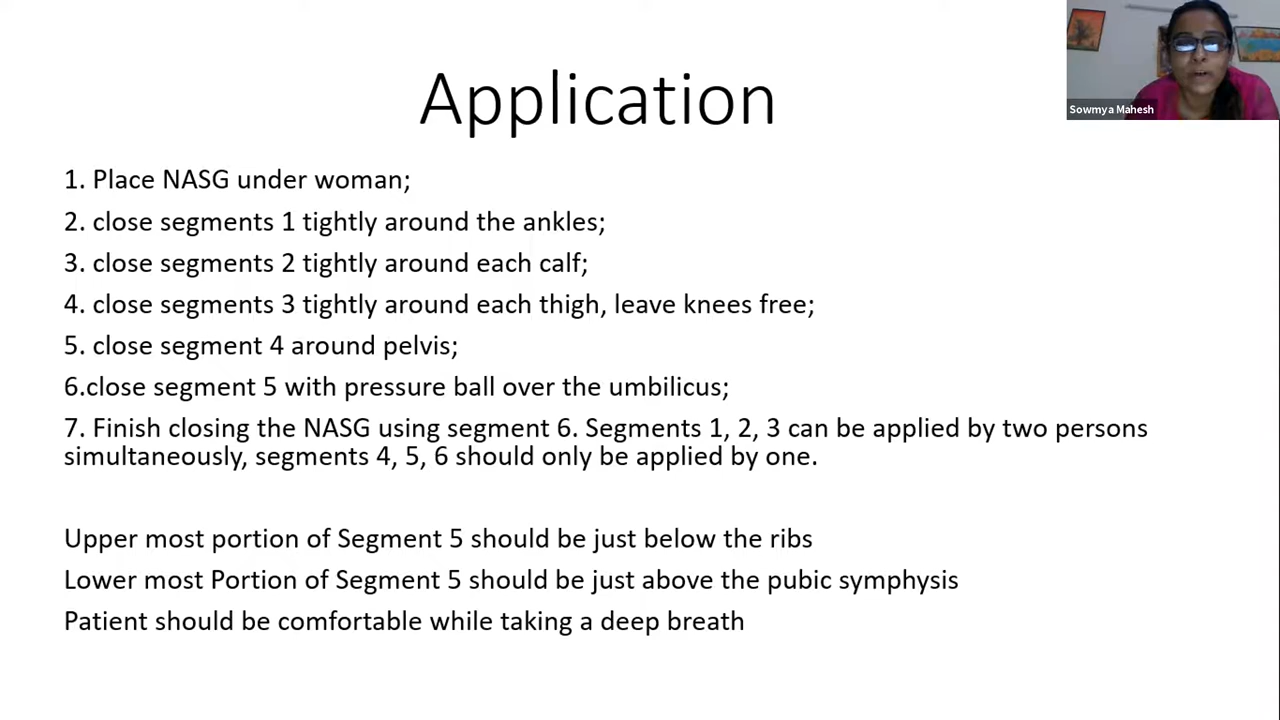 Application
Sowmya Mahesh
1. Place NASG under woman;
2. close segments 1 tightly around the ankles;
3. close segments 2 tightly around each calf;
4. close segments 3 tightly around each thigh, leave knees free;
5. close segment 4 around pelvis;
6.close segment 5 with pressure ball over the umbilicus;
7. Finish closing the NASG using segment 6. Segments 1, 2, 3 can be applied by two persons
simultaneously, segments 4, 5, 6 should only be applied by one.
Upper most portion of Segment 5 should be just below the ribs
Lower most Portion of Segment 5 should be just above the pubic symphysis
Patient should be comfortable while taking a deep breath